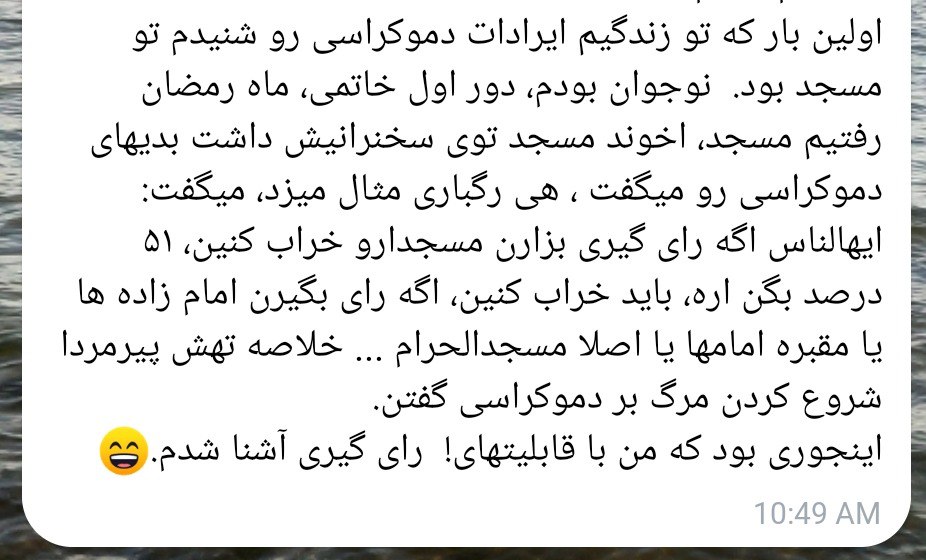 اولین بار که تو زندگیم ایرادات دموکراسی رو شنیدم تو
مسجد بود. نوجوان بودم، دور اول خاتمی، ماه رمضان
رفتیم مسجد، اخوند مسجد توی سخنرانیش داشت بدیهای
دموکراسی رو میگفت ، هی رگباری مثال میزد، میگفت:
ایهالناس اگه رای گیری بزارن مسجدارو خراب کنین، ۵۱
درصد بگن اره، باید خراب کنین، اگه رای بگیرن امام زاده ها
یا مقبره امامها یا اصلا مسجدالحرام ... خلاصه تهش پیرمردا
شروع کردن مرگ بر دموکراسی گفتن.
اینجوری بود که من با قابلیتهای! رای گیری آشنا شدم.😄
10:49 AM